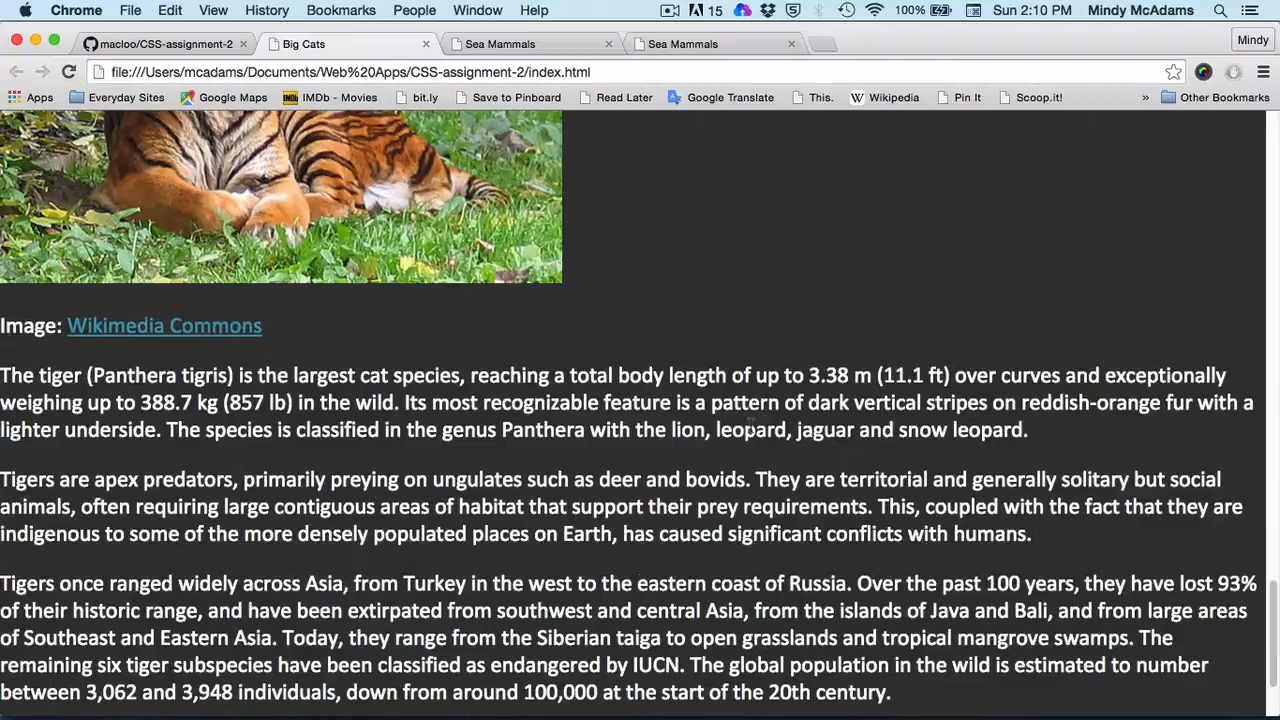 Chrome File Edit View History Bookmarks People Window Help 15 100% Sun 2:10 PM Mindy McAdams
macloo/CSS-assignment-2 Big Cats Sea Mammals Sea Mammals Mindy
file:///Users/mcadams/Documents/Web%20Apps/CSS-assignment-2/index.html
Apps Everyday Sites Google Maps IMDb IMDb - Movies bit.ly Save to Pinboard Read Later Google Translate This. W Wikipedia Pin It Scoop.it! » Other Bookmarks
Image: Wikimedia Commons
The tiger (Panthera tigris) is the largest cat species, reaching a total body length of up to 3.38 m (11.1 ft) over curves and exceptionally
weighing up to 388.7 kg (857 lb) in the wild. Its most recognizable feature is a pattern of dark vertical stripes on reddish-orange fur with a
lighter underside. The species is classified in the genus Panthera with the lion, leopard, jaguar and snow leopard.
Tigers are apex predators, primarily preying on ungulates such as deer and bovids. They are territorial and generally solitary but social
animals, often requiring large contiguous areas of habitat that support their prey requirements. This, coupled with the fact that they are
indigenous to some of the more densely populated places on Earth, has caused significant conflicts with humans.
Tigers once ranged widely across Asia, from Turkey in the west to the eastern coast of Russia. Over the past 100 years, they have lost 93%
of their historic range, and have been extirpated from southwest and central Asia, from the islands of Java and Bali, and from large areas
of Southeast and Eastern Asia. Today, they range from the Siberian taiga to open grasslands and tropical mangrove swamps. The
remaining six tiger subspecies have been classified as endangered by IUCN. The global population in the wild is estimated to number
between 3,062 and 3,948 individuals, down from around 100,000 at the start of the 20th century.